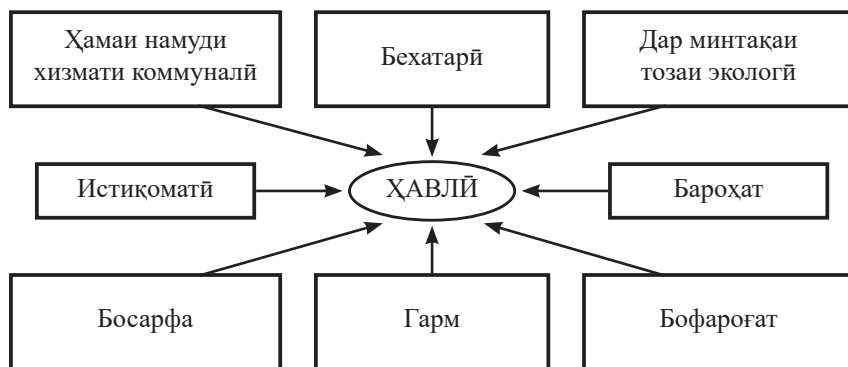 Ҳамаи намуди
хизмати коммуналӣ
Бехатарӣ
Дар минтақаи
тозаи экологӣ
Истиқоматӣ
ҲАВЛӢ
Бароҳат
Босарфа
Гарм
Бофароғат